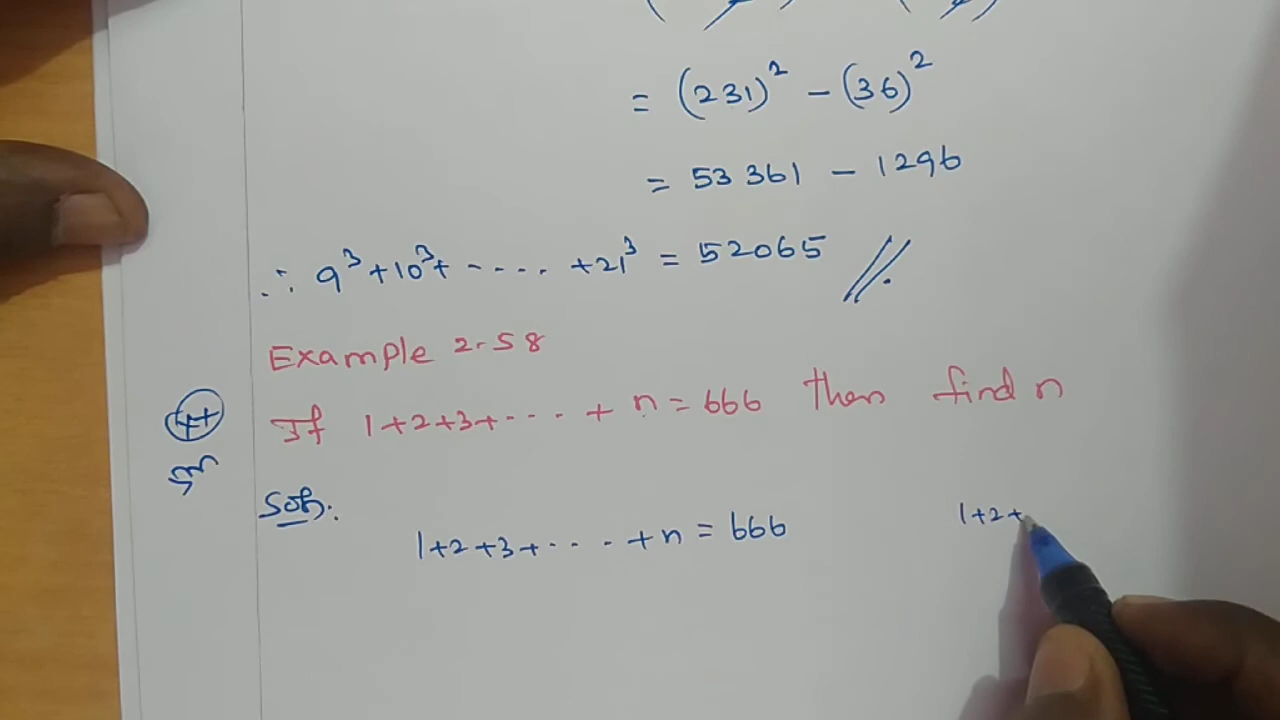 = (231)² - (36)²
= 53361 - 1296
∴ 9³+10³+ - . . . . +21³ = 52065 //.
Example 2.58
If 1+2+3+ . . . + n = 666 then find n
Soln:
1+2+3+ . . . + n = 666
1+2+